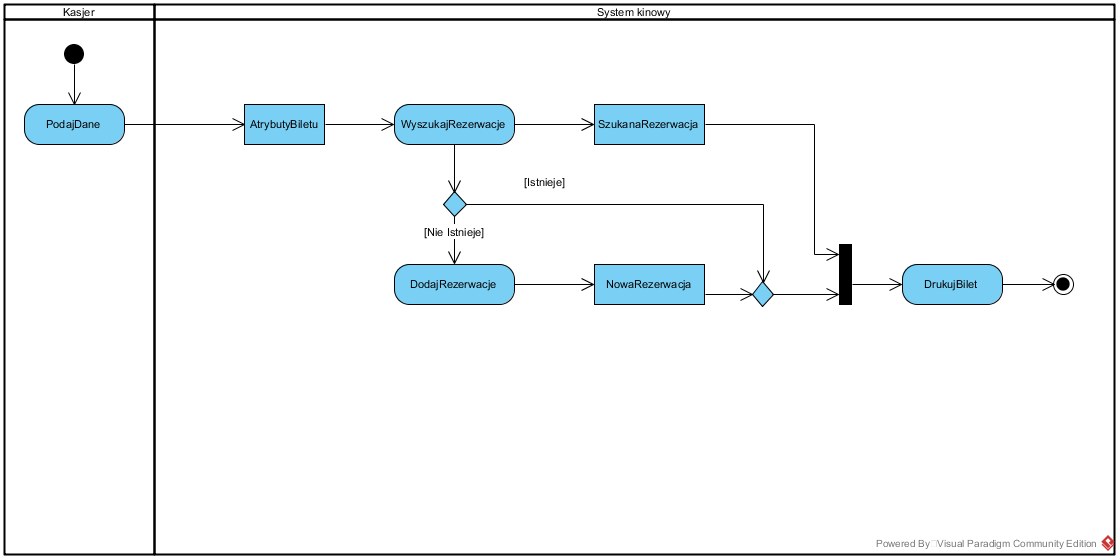 Kasjer
System kinowy
PodajDane
AtrybutyBiletu
WyszukajRezerwacje
SzukanaRezerwacja
[Istnieje]
[Nie Istnieje]
DodajRezerwacje
NowaRezerwacja
DrukujBilet
Powered By Visual Paradigm Community Edition